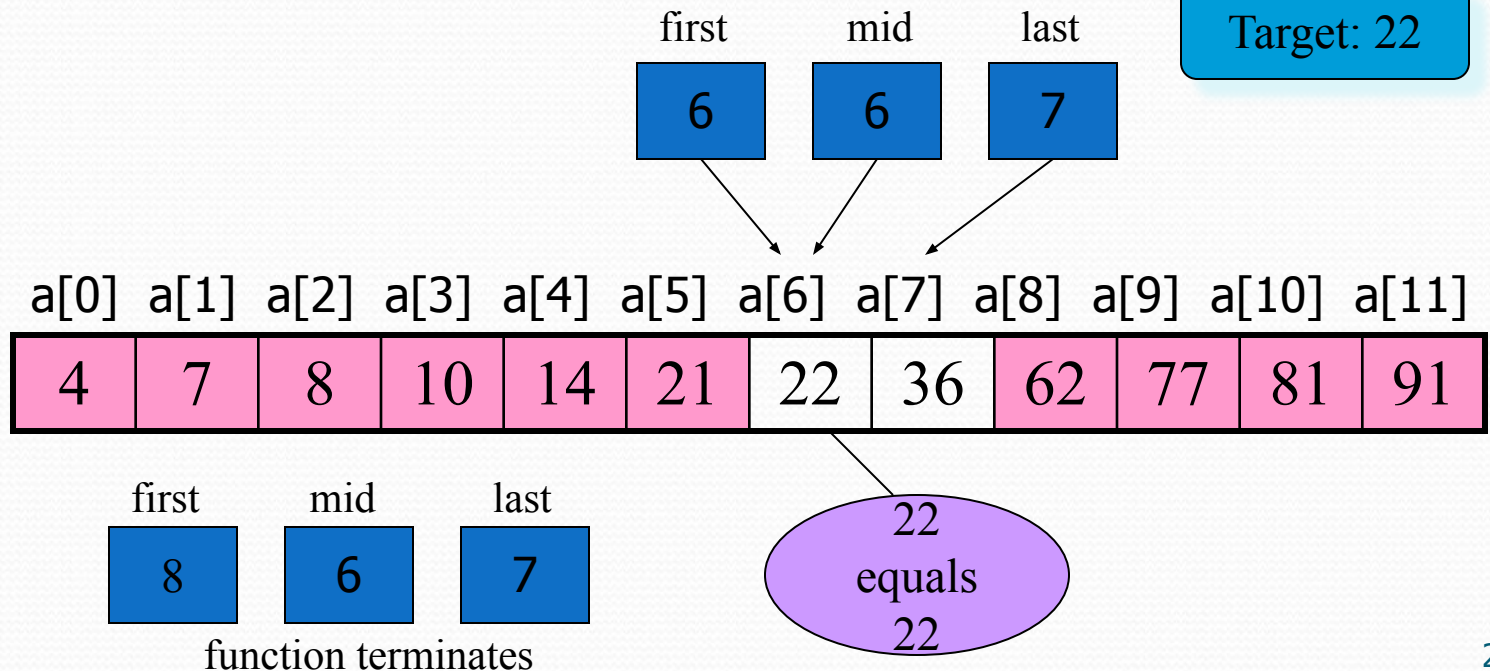 first mid last
Target: 22
6 6 7
a[0] a[1] a[2] a[3] a[4] a[5] a[6] a[7] a[8] a[9] a[10] a[11]
4 7 8 10 14 21 22 36 62 77 81 91
first mid last
8 6 7
function terminates
22
equals
22